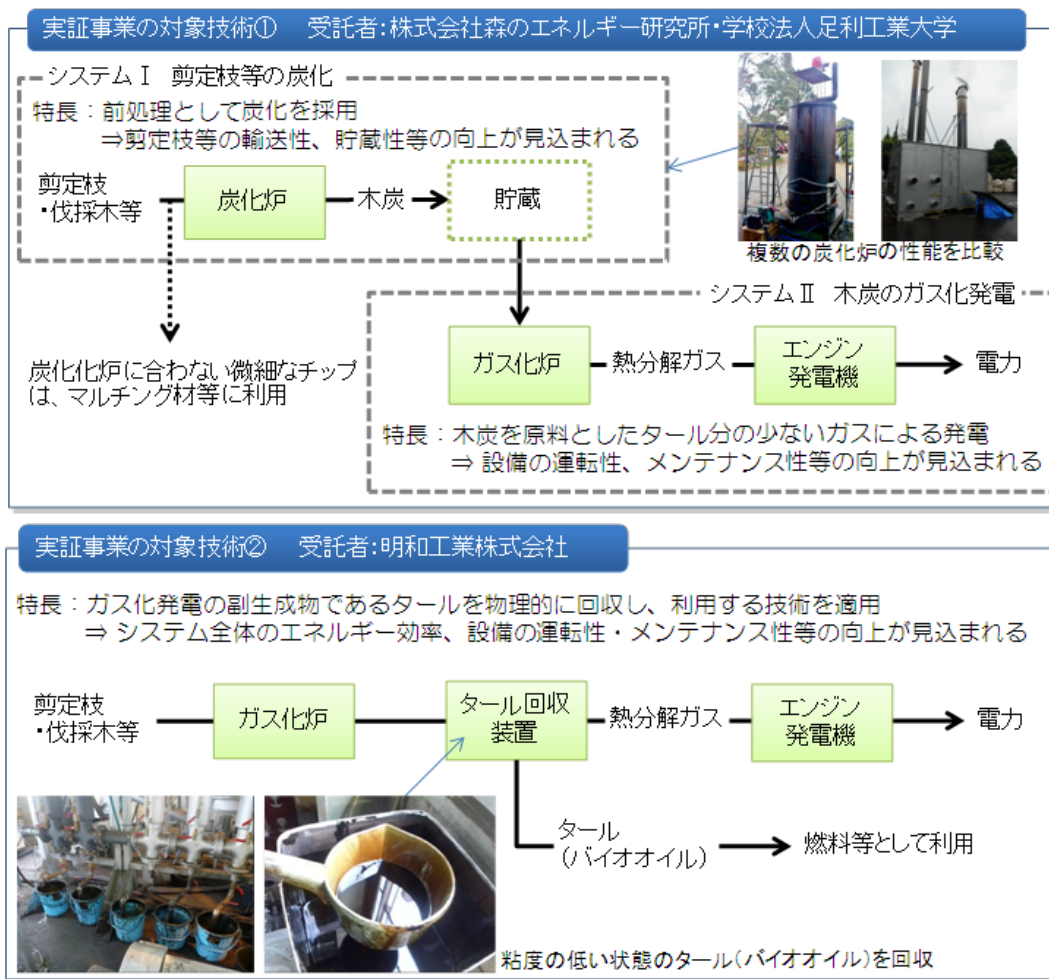 実証事業の対象技術① 受託者:株式会社森のエネルギー研究所・学校法人足利工業大学
システムⅠ 剪定枝等の炭化
特長：前処理として炭化を採用
⇒剪定枝等の輸送性、貯蔵性等の向上が見込まれる
剪定枝
・伐採木等
炭化炉
木炭
貯蔵
複数の炭化炉の性能を比較
炭化化炉に合わない微細なチップ
は、マルチング材等に利用
システムⅡ 木炭のガス化発電
ガス化炉
熱分解ガス
エンジン
発電機
電力
特長：木炭を原料としたタール分の少ないガスによる発電
⇒ 設備の運転性、メンテナンス性等の向上が見込まれる
実証事業の対象技術② 受託者:明和工業株式会社
特長：ガス化発電の副生成物であるタールを物理的に回収し、利用する技術を適用
⇒ システム全体のエネルギー効率、設備の運転性・メンテナンス性等の向上が見込まれる
剪定枝
・伐採木等
ガス化炉
タール回収
装置
熱分解ガス
エンジン
発電機
電力
タール
(バイオオイル)
燃料等として利用
粘度の低い状態のタール(バイオオイル)を回収